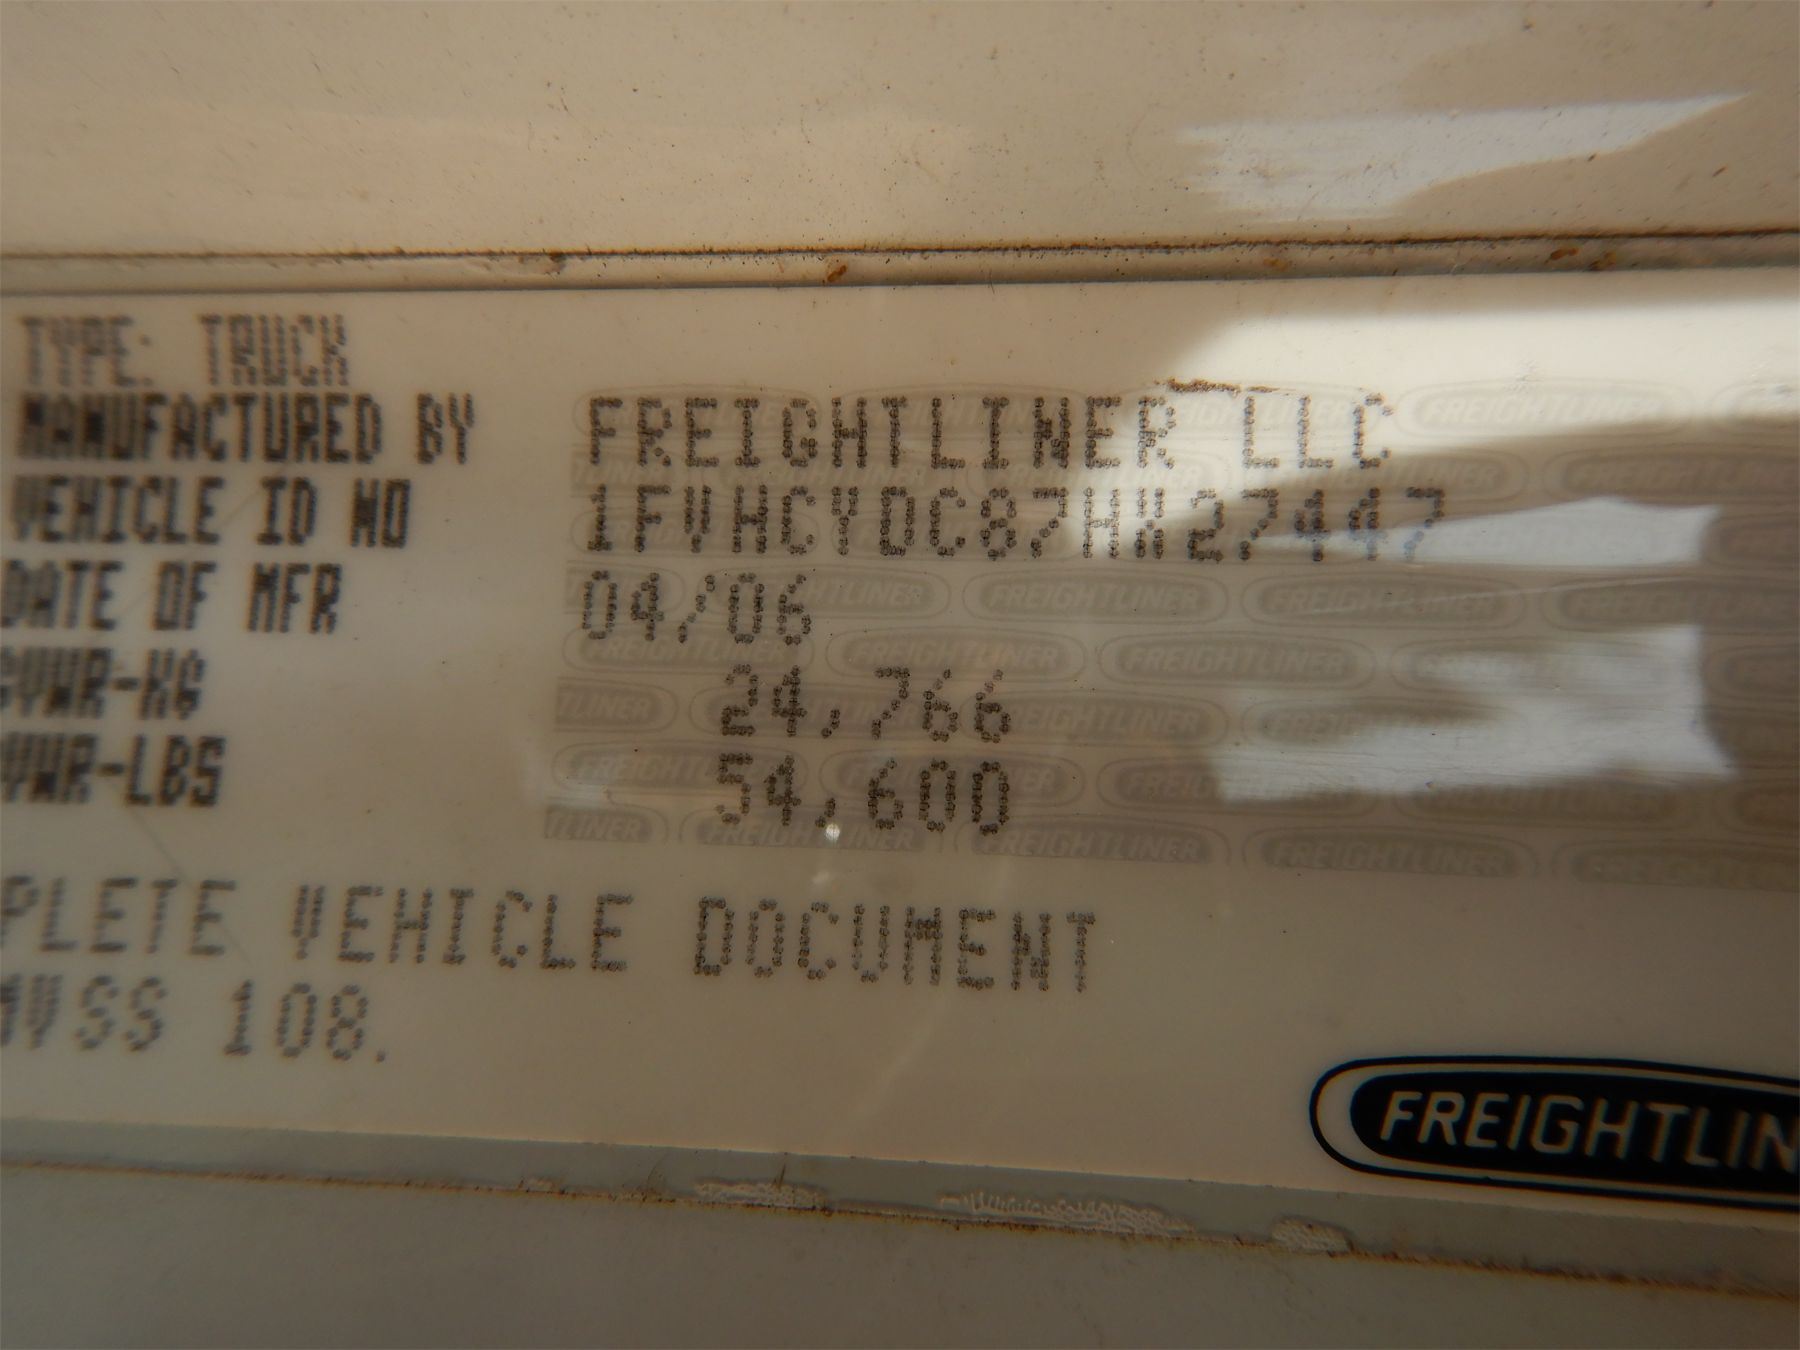 TYPE: TRUCK
MANUFACTURED BY FREIGHTLINER LLC
VEHICLE ID NO 1FVHCYDC87HX27447
DATE OF MFR 04/06
GVWR-KG 24,766
GVWR-LBS 54,600
PLETE VEHICLE DOCUMENT
MVSS 108.
FREIGHTLIN